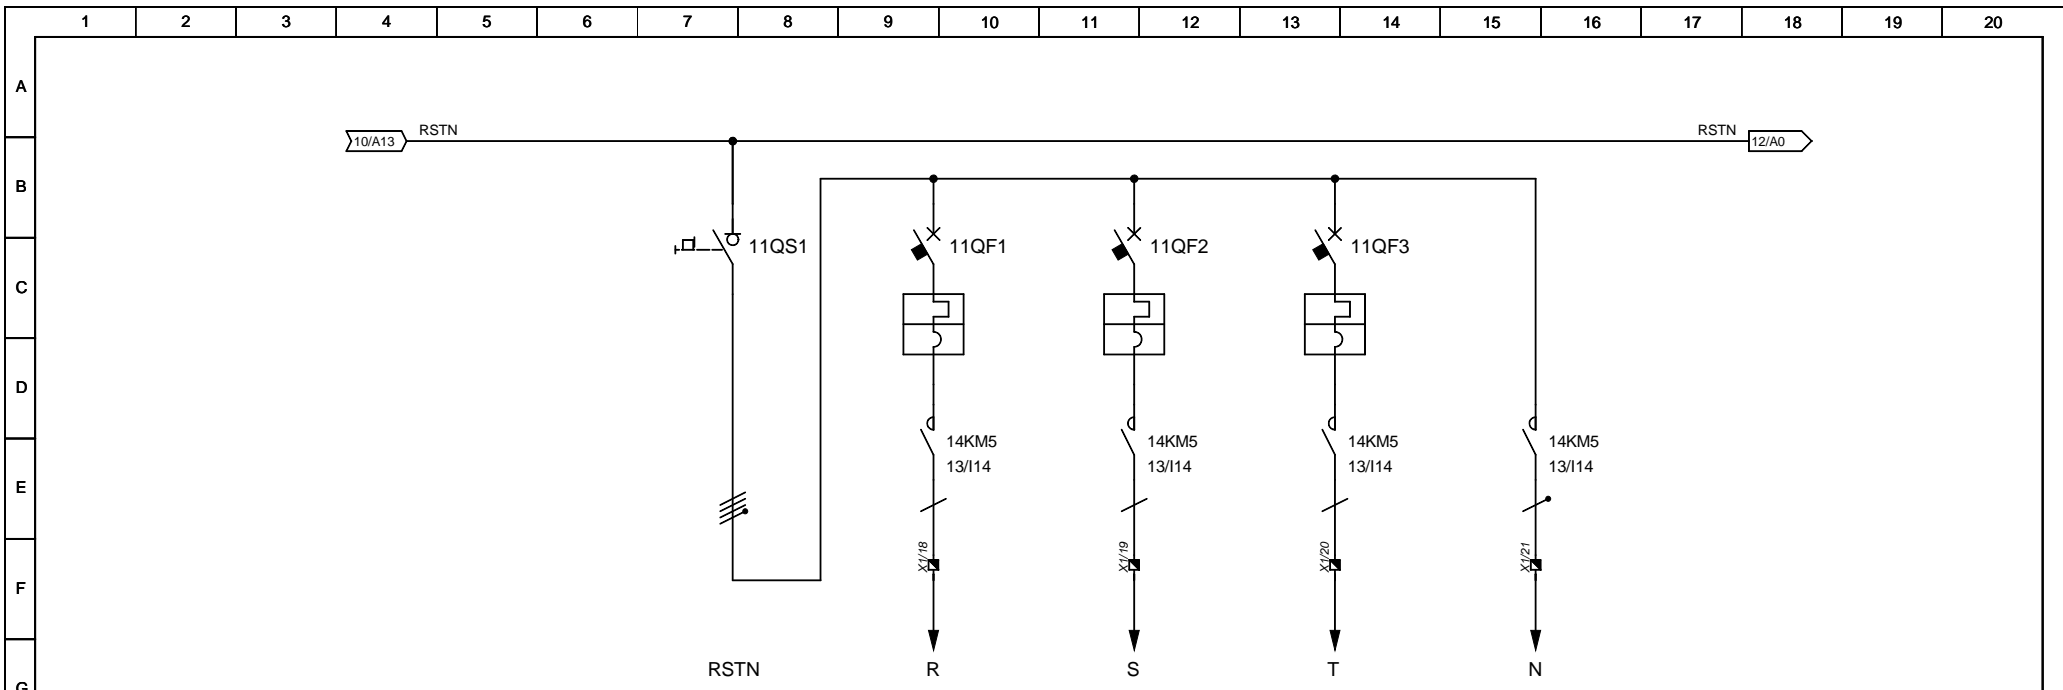 1 2 3 4 5 6 7 8 9 10 11 12 13 14 15 16 17 18 19 20
A
RSTN RSTN
10/A13 12/A0
B
11QS1 11QF1 11QF2 11QF3
C
D
14KM5 14KM5 14KM5 14KM5
13/I14 13/I14 13/I14 13/I14
E
X1/18 X1/19 X1/20 X1/21
F
RSTN R S T N
G